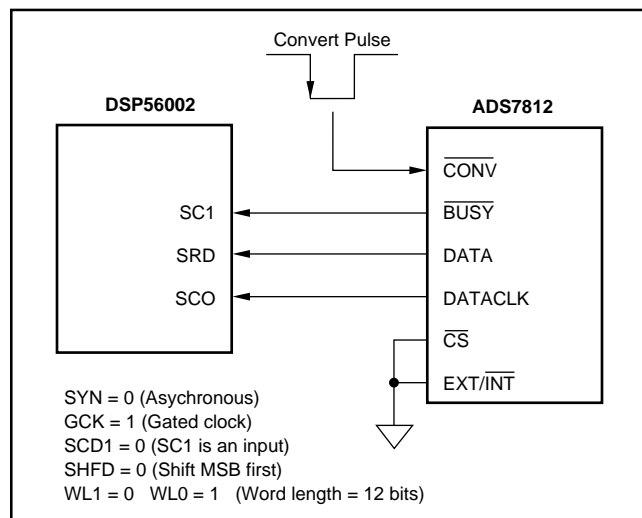 Convert Pulse
DSP56002
ADS7812
CONV
SC1
BUSY
SRD
DATA
SCO
DATACLK
CS
EXT/INT
SYN = 0 (Asychronous)
GCK = 1 (Gated clock)
SCD1 = 0 (SC1 is an input)
SHFD = 0 (Shift MSB first)
WL1 = 0 WL0 = 1 (Word length = 12 bits)